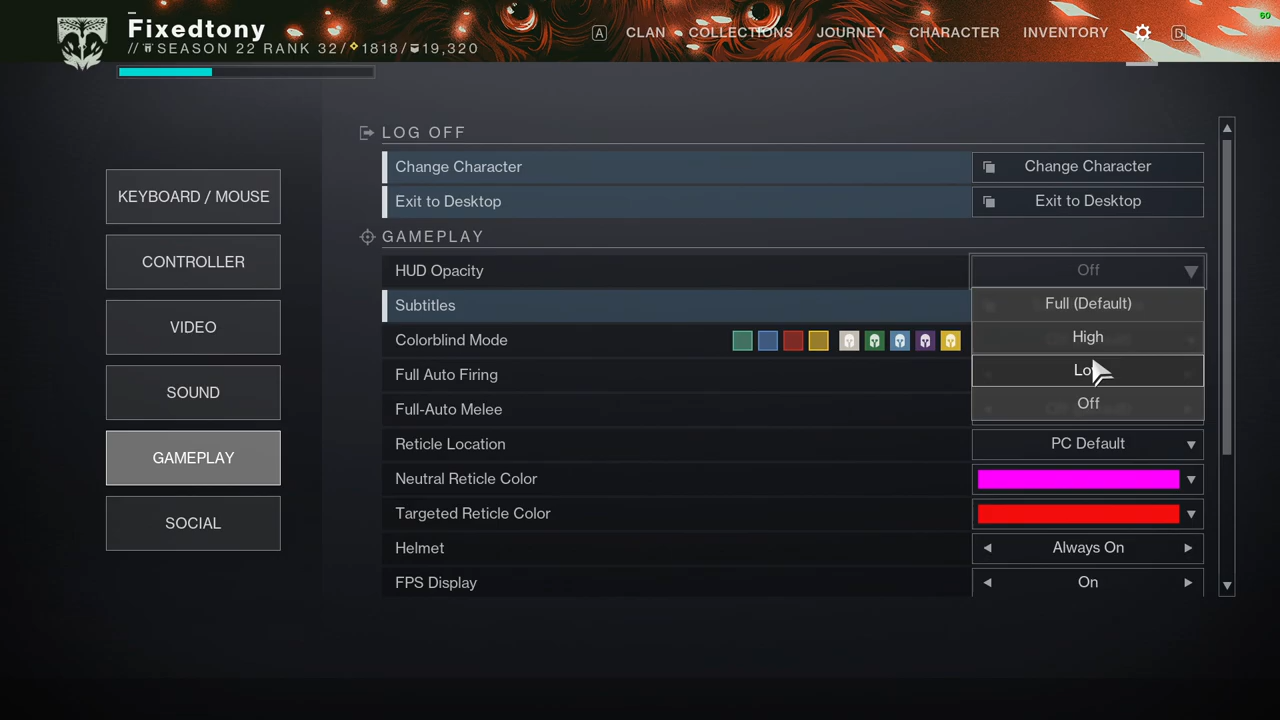 Fixedtony
// SEASON 22 RANK 32/ 1818/ 19,320
A
CLAN
COLLECTIONS
JOURNEY
CHARACTER
INVENTORY
D
60
KEYBOARD / MOUSE
CONTROLLER
VIDEO
SOUND
GAMEPLAY
SOCIAL
LOG OFF
Change Character
Change Character
Exit to Desktop
Exit to Desktop
GAMEPLAY
HUD Opacity
Off
Full (Default)
High
Low
Off
Subtitles
Colorblind Mode
Full Auto Firing
Full-Auto Melee
Reticle Location
PC Default
Neutral Reticle Color
Targeted Reticle Color
Helmet
Always On
FPS Display
On